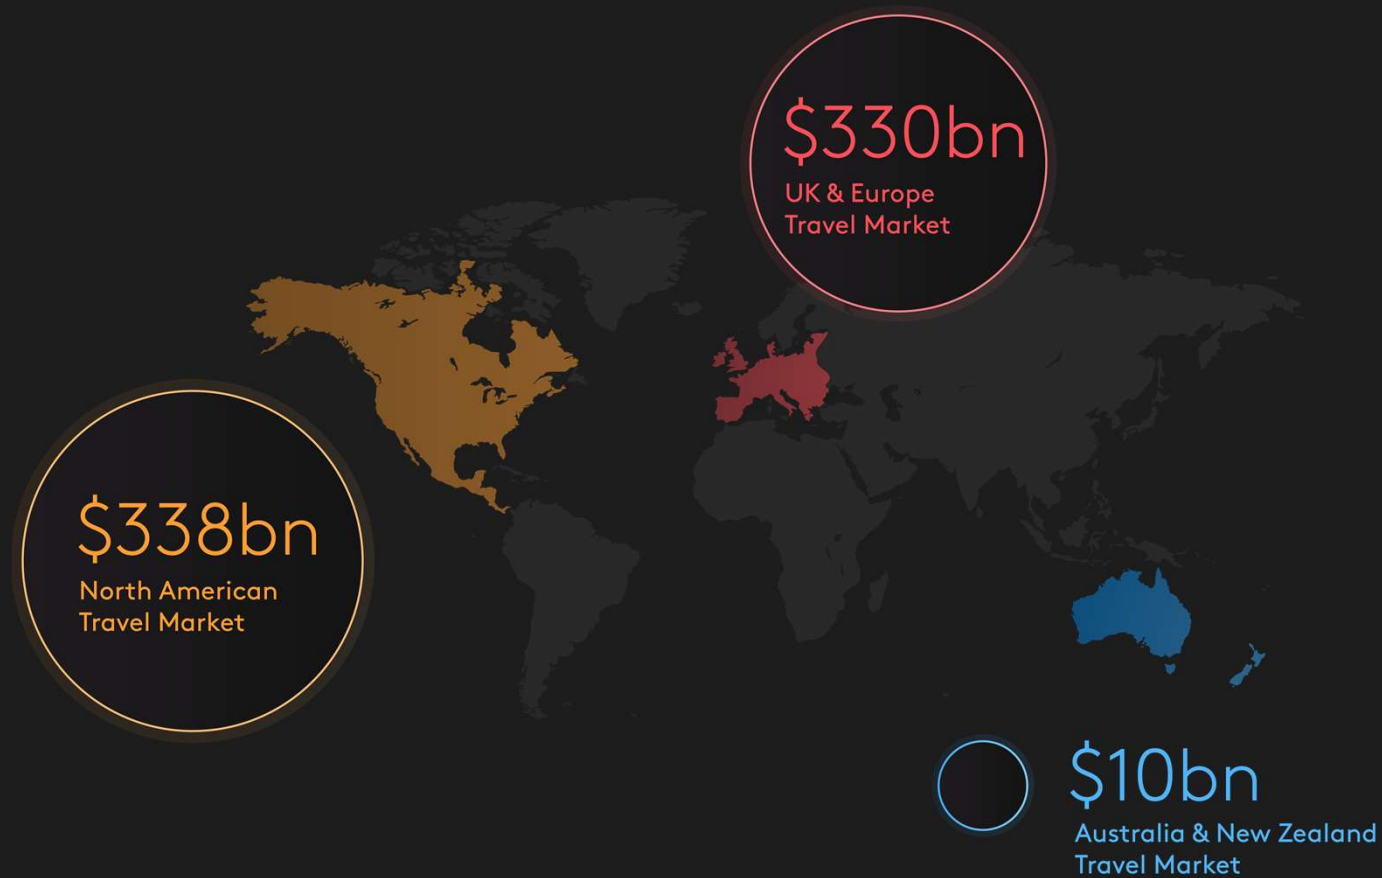 $330bn
UK & Europe
Travel Market
$338bn
North American
Travel Market
$10bn
Australia & New Zealand
Travel Market